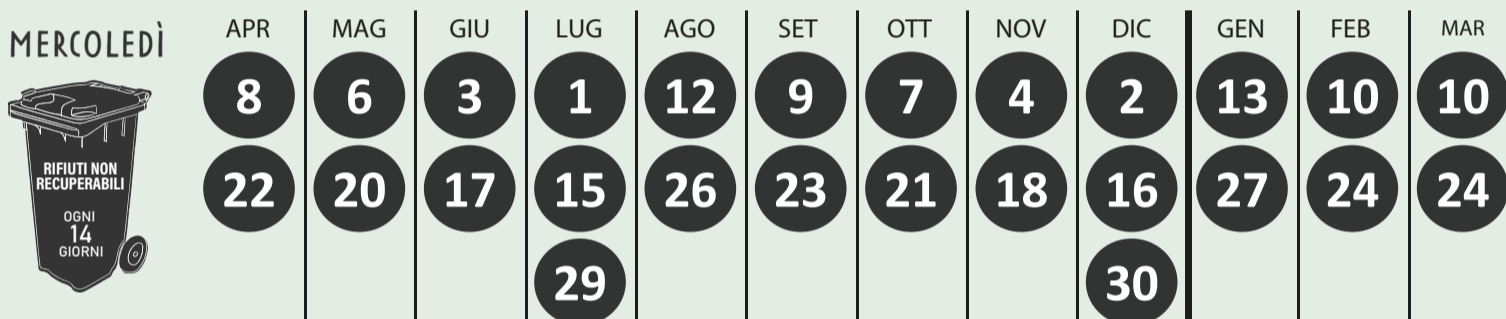 MERCOLEDÌ
RIFIUTI NON
RECUPERABILI
OGNI
14
GIORNI
APR MAG GIU LUG AGO SET OTT NOV DIC GEN FEB MAR
8 6 3 1 12 9 7 4 2 13 10 10
22 20 17 15 26 23 21 18 16 27 24 24
29 30